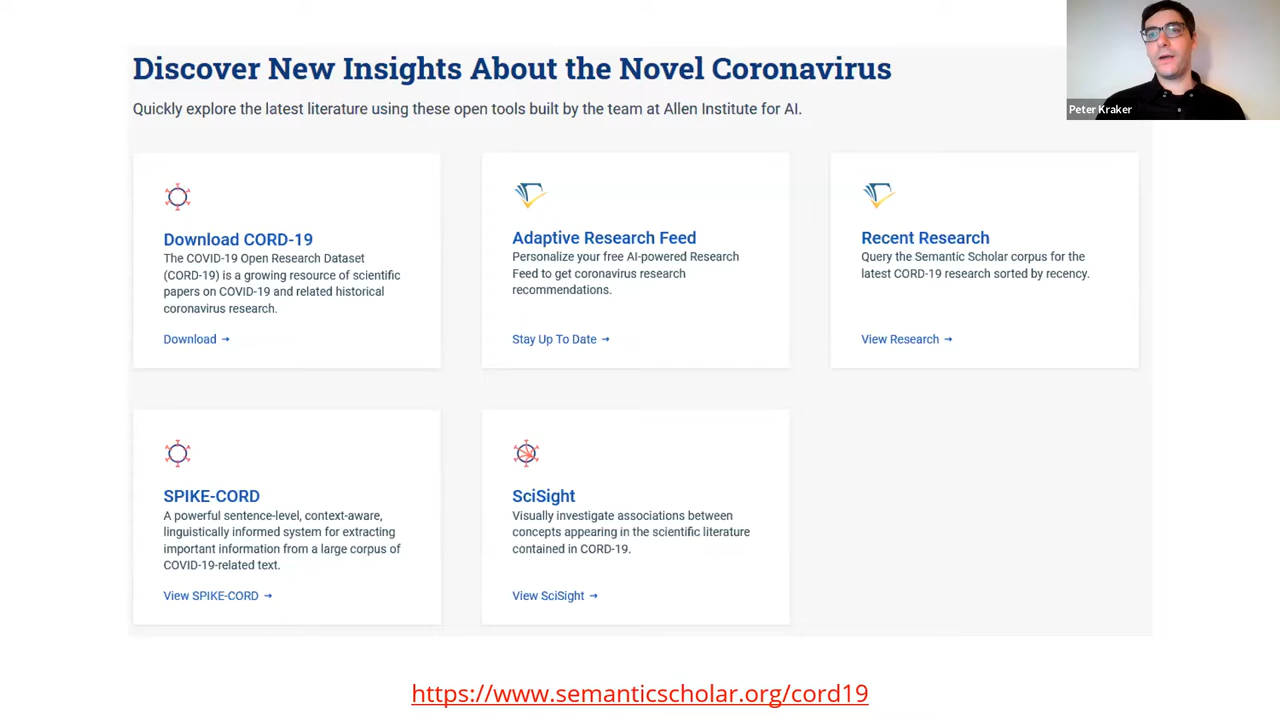 Discover New Insights About the Novel Coronavirus
Quickly explore the latest literature using these open tools built by the team at Allen Institute for AI.
Peter Kraker
Download CORD-19
The COVID-19 Open Research Dataset
(CORD-19) is a growing resource of scientific
papers on COVID-19 and related historical
coronavirus research.
Download →
Adaptive Research Feed
Personalize your free AI-powered Research
Feed to get coronavirus research
recommendations.
Stay Up To Date →
Recent Research
Query the Semantic Scholar corpus for the
latest CORD-19 research sorted by recency.
View Research →
SPIKE-CORD
A powerful sentence-level, context-aware,
linguistically informed system for extracting
important information from a large corpus of
COVID-19-related text.
View SPIKE-CORD →
SciSight
Visually investigate associations between
concepts appearing in the scientific literature
contained in CORD-19.
View SciSight →
https://www.semanticscholar.org/cord19